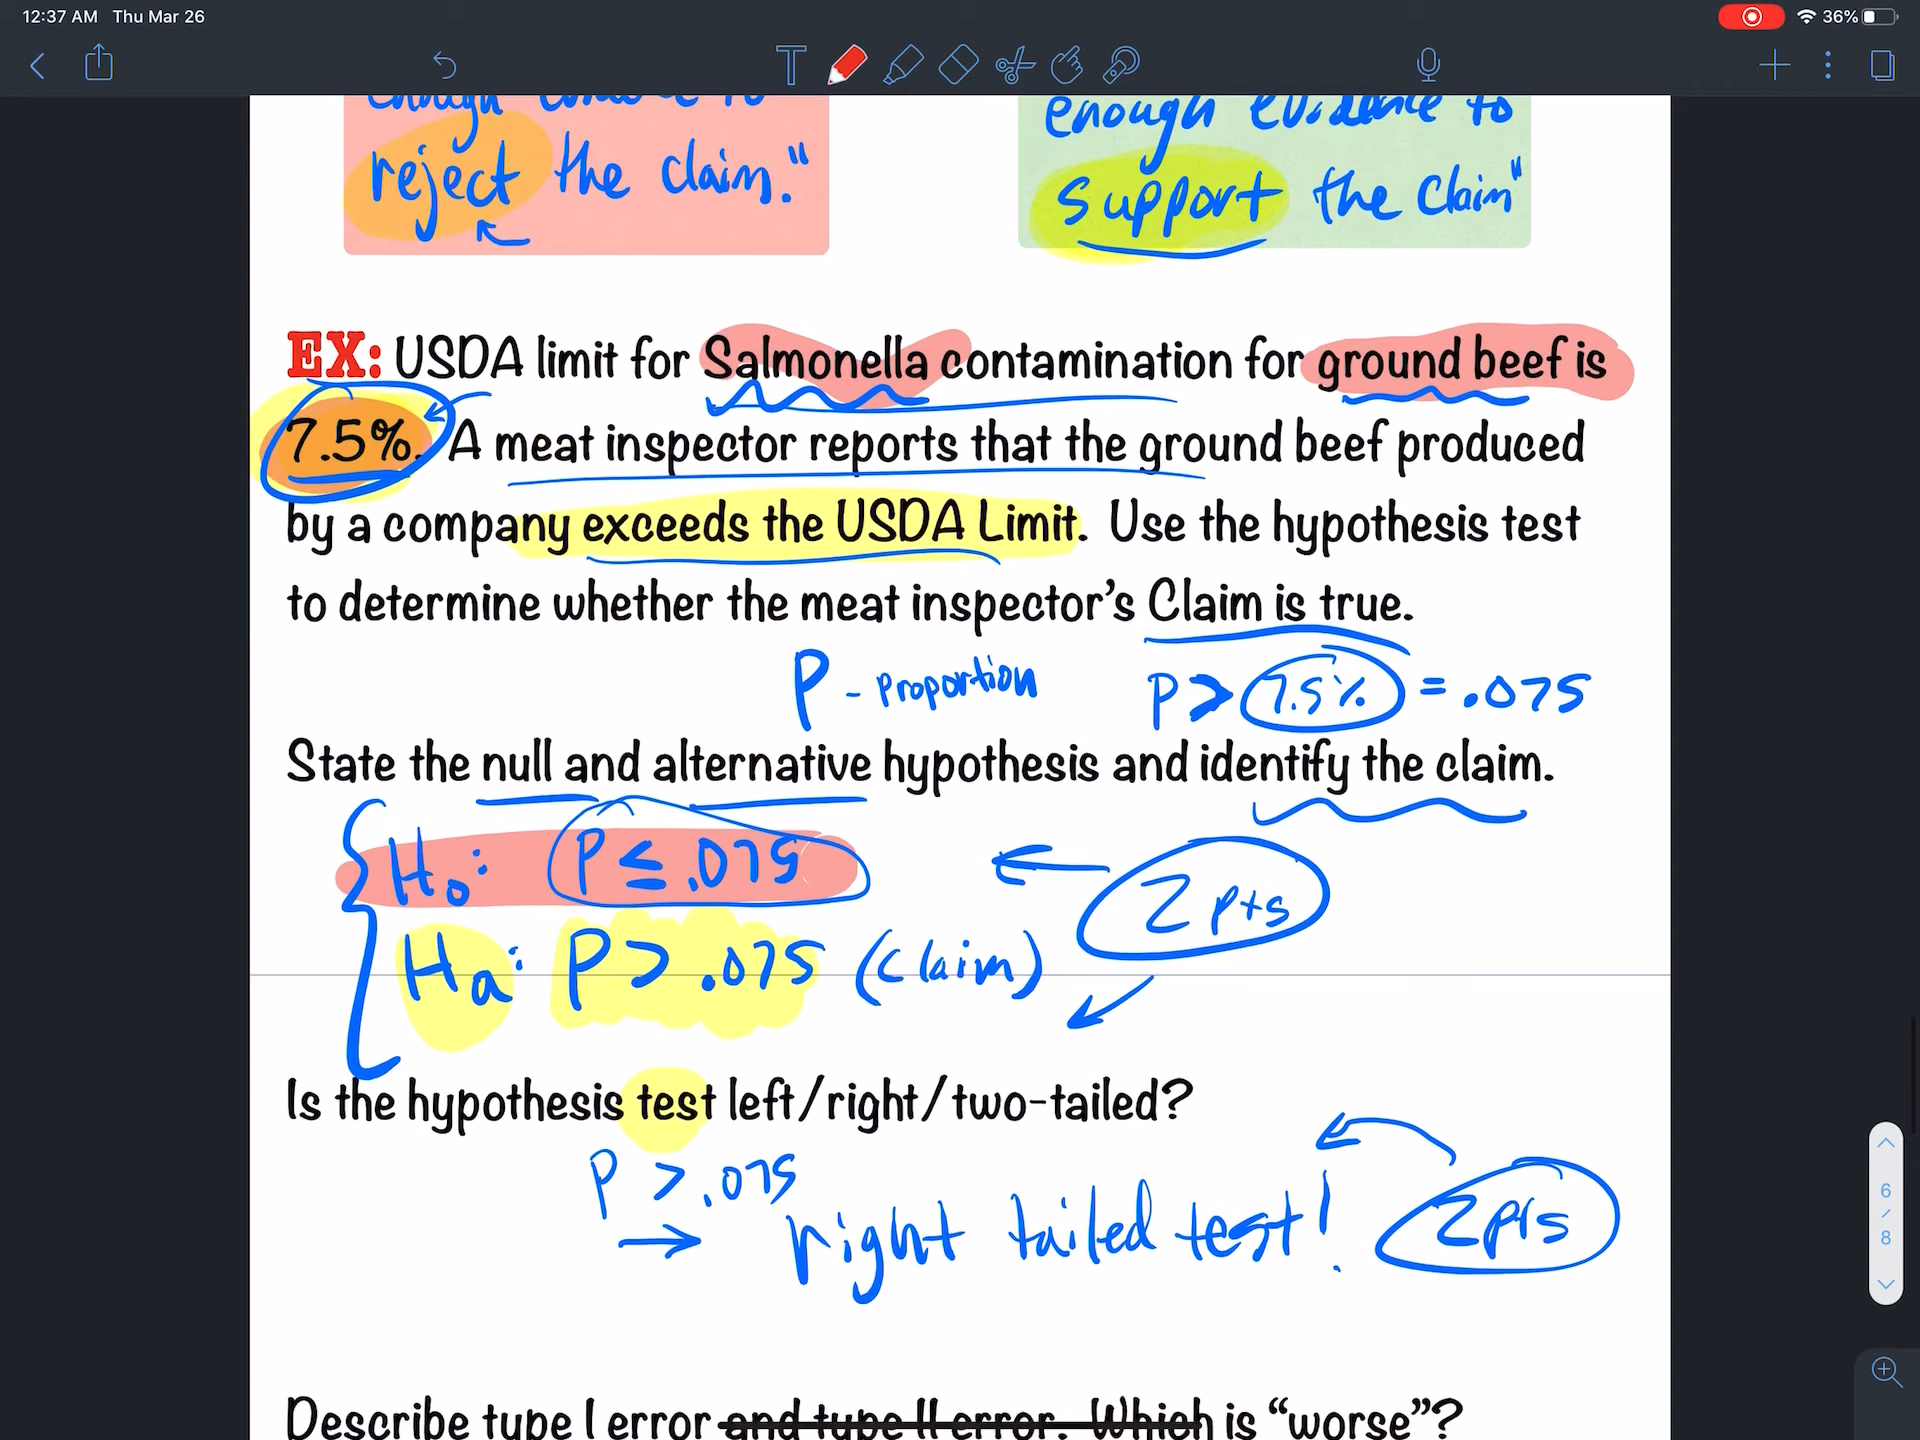 12:37 AM Thu Mar 26
36%
T
enough evidence to
reject the claim."
enough evidence to
support the claim"
EX: USDA limit for Salmonella contamination for ground beef is
7.5%. A meat inspector reports that the ground beef produced
by a company exceeds the USDA Limit. Use the hypothesis test
to determine whether the meat inspector's Claim is true.
P - proportion
P > 7.5% = .075
State the null and alternative hypothesis and identify the claim.
Ho: P ≤ .075
2 pts
Ha: P > .075 (Claim)
Is the hypothesis test left/right/two-tailed?
P > .075
→ right tailed test!
2pts
6
/
8
Describe type I error and type II error. Which is "worse"?